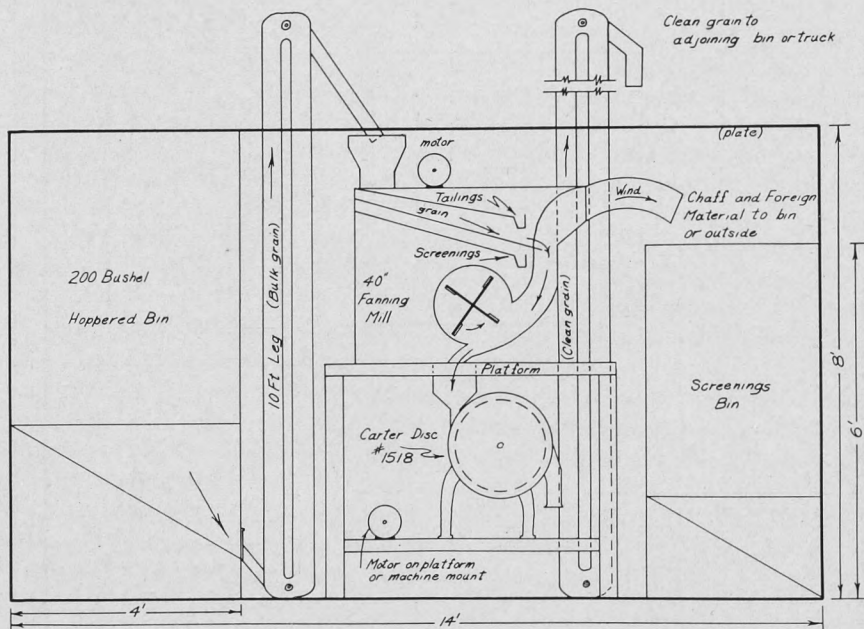 Clean grain to
adjoining bin or truck
(plate)
motor
Wind
Tailings
grain
Chaff and Foreign
Material to bin
or outside
Screenings
200 Bushel
Hoppered Bin
10Ft Leg (Bulk grain)
40"
Fanning
Mill
(Clean grain)
8'
Platform
Screenings
Bin
6'
Carter Disc
#1518
Motor on platform
or machine mount
4'
14'